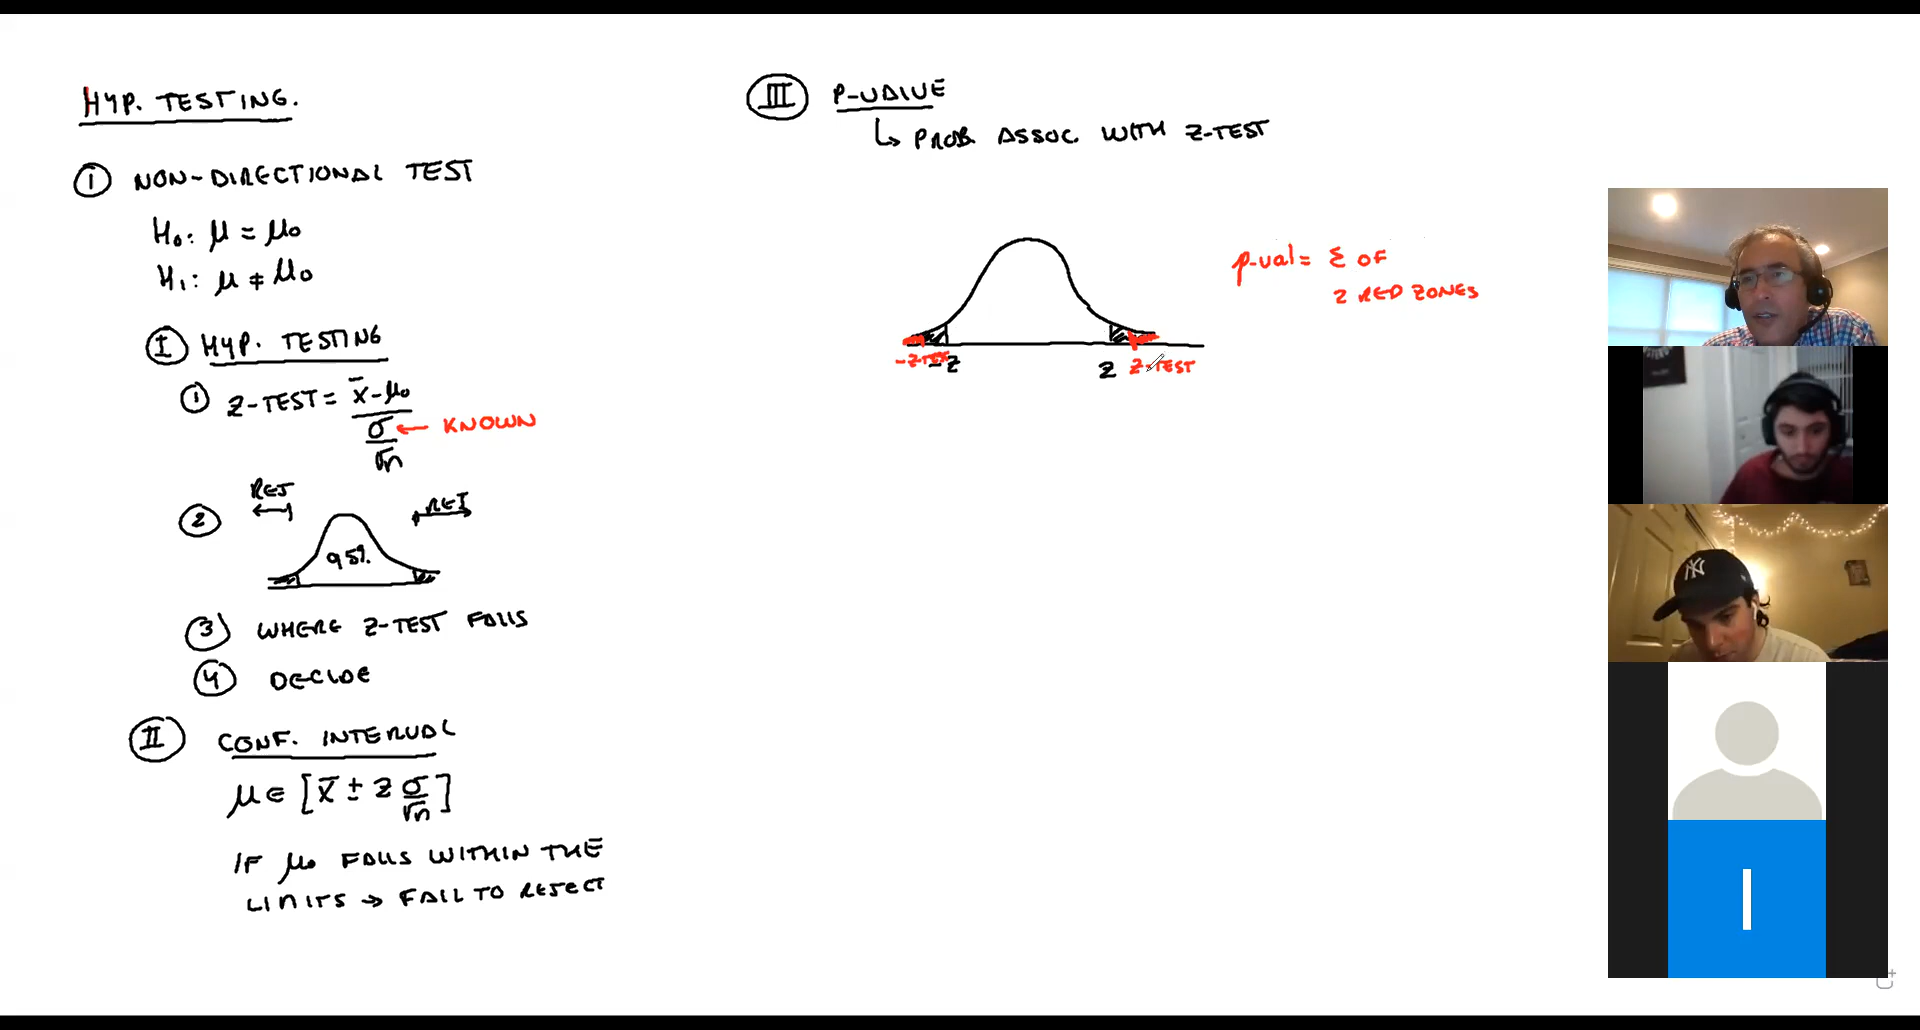 HYP. TESTING.
① NON-DIRECTIONAL TEST
H₀: μ = μ₀
H₁: μ ≠ μ₀
Ⓘ HYP. TESTING
① Z-TEST = x̄-μ₀
σ ← KNOWN
√n
REJ
REJ
②
95%.
③ WHERE Z-TEST FALLS
④ DECIDE
Ⅱ CONF. INTERVAL
μ ∈ [x̄ ± z σ/√n]
IF μ₀ FALLS WITHIN THE
LIMITS → FAIL TO REJECT
Ⅲ P-VALUE
↳ PROB. ASSOC. WITH Z-TEST
p-val = Σ OF
2 RED ZONES
-Z-TEST -Z
Z Z-TEST
NY
I